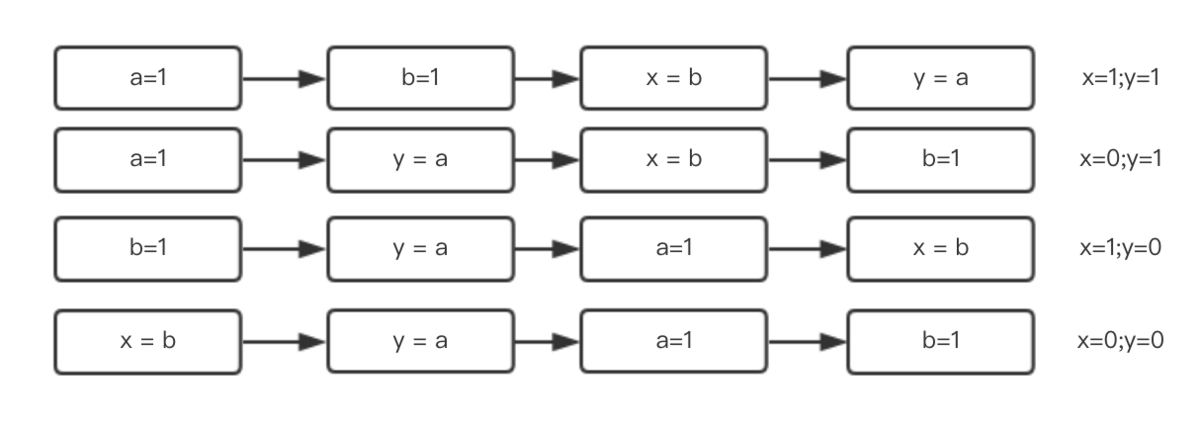 a=1 b=1 x = b y = a x=1;y=1
a=1 y = a x = b b=1 x=0;y=1
b=1 y = a a=1 x = b x=1;y=0
x = b y = a a=1 b=1 x=0;y=0